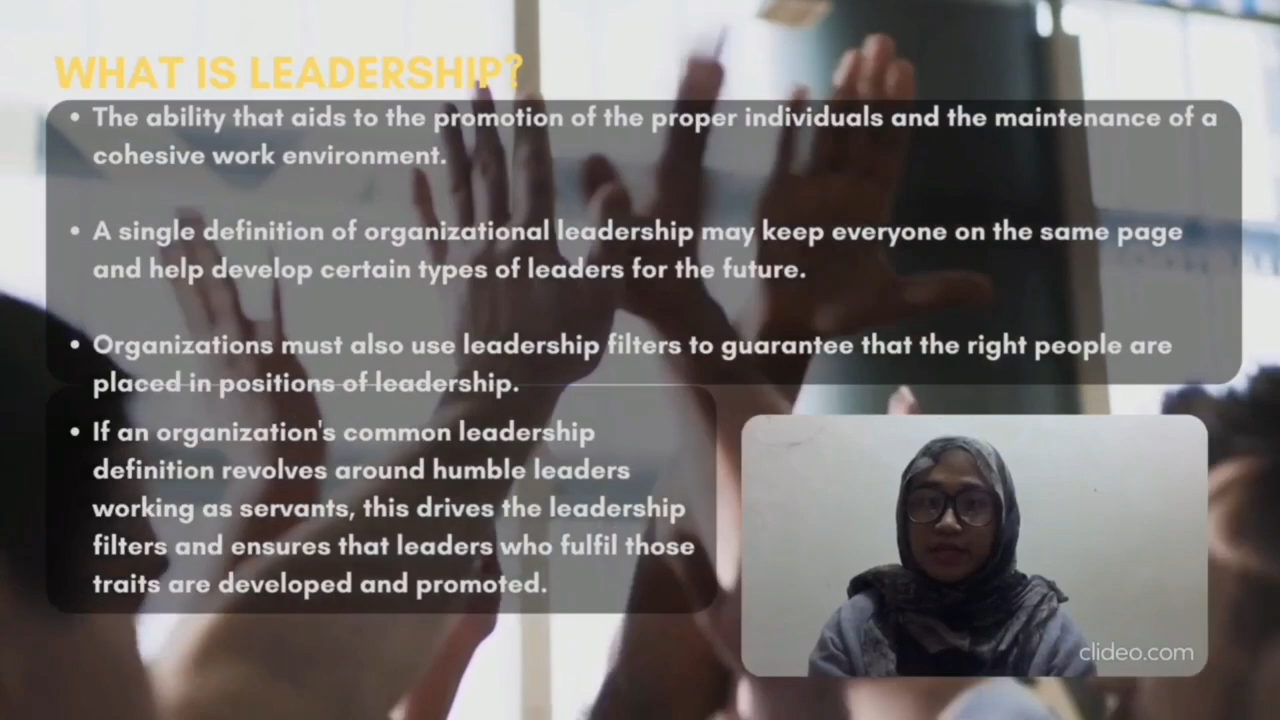 WHAT IS LEADERSHIP?
• The ability that aids to the promotion of the proper individuals and the maintenance of a
cohesive work environment.
• A single definition of organizational leadership may keep everyone on the same page
and help develop certain types of leaders for the future.
• Organizations must also use leadership filters to guarantee that the right people are
placed in positions of leadership.
• If an organization's common leadership
definition revolves around humble leaders
working as servants, this drives the leadership
filters and ensures that leaders who fulfil those
traits are developed and promoted.
clideo.com